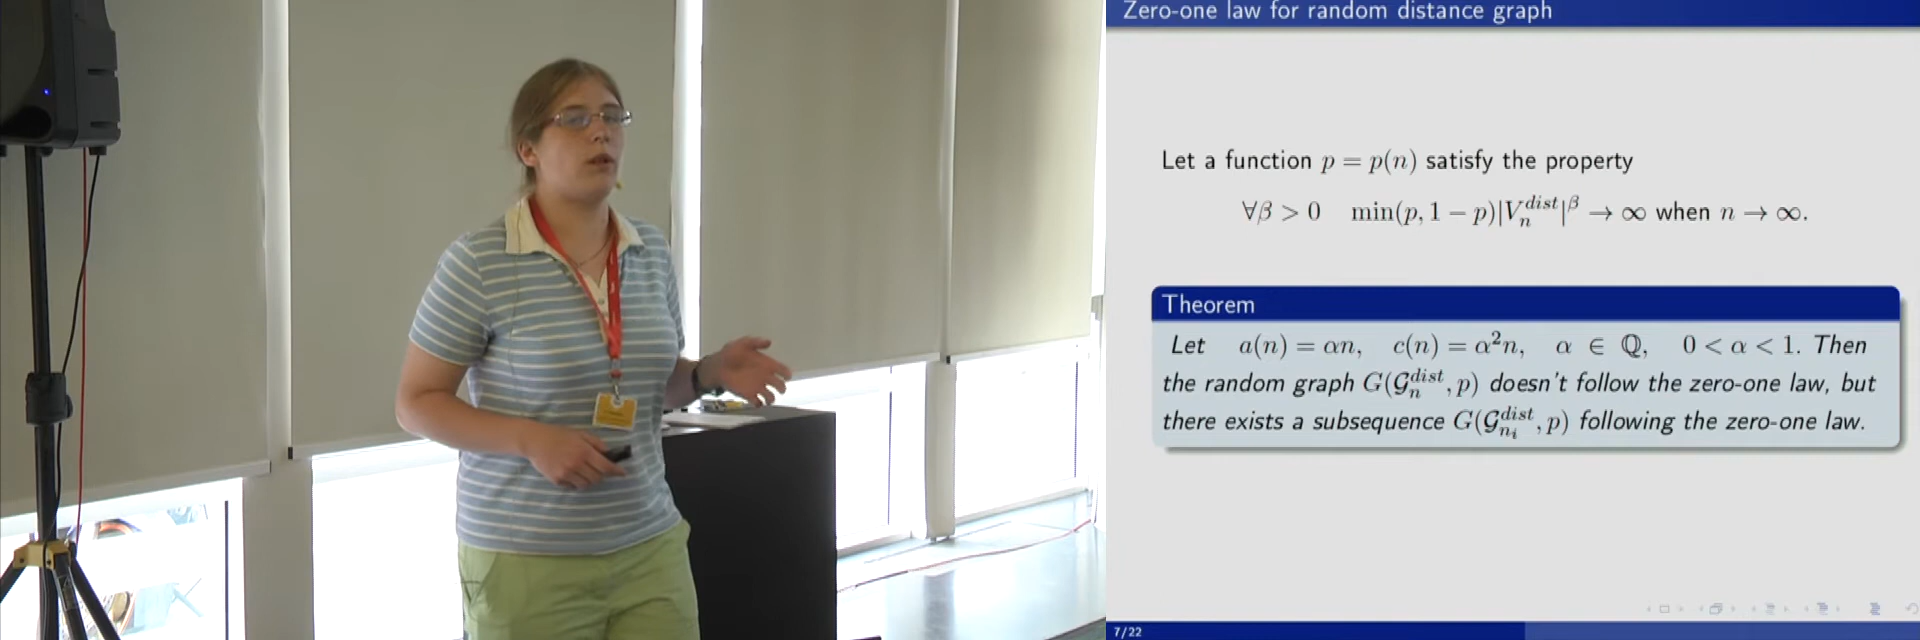 Zero-one law for random distance graph
Let a function p = p(n) satisfy the property
∀β > 0 min(p, 1 − p)|V_n^{dist}|^β → ∞ when n → ∞.
Theorem
Let a(n) = αn, c(n) = α²n, α ∈ ℚ, 0 < α < 1. Then
the random graph G(𝒢_n^{dist}, p) doesn't follow the zero-one law, but
there exists a subsequence G(𝒢_{n_i}^{dist}, p) following the zero-one law.
7/22